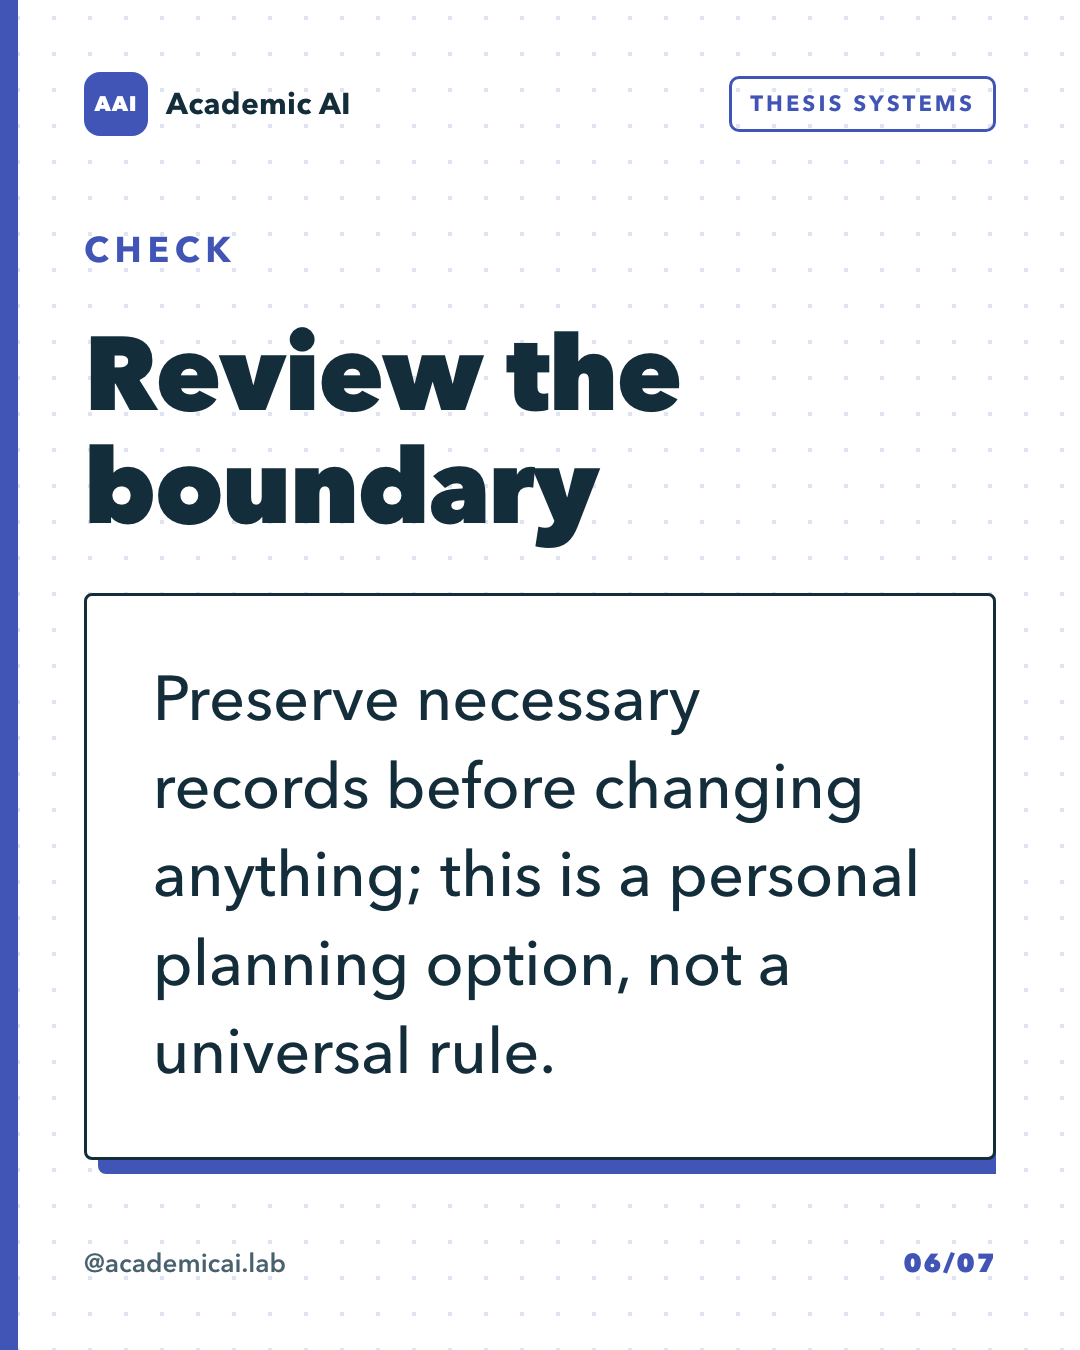 AAI
Academic AI
THESIS SYSTEMS
CHECK
Review the
boundary
Preserve necessary
records before changing
anything; this is a personal
planning option, not a
universal rule.
@academicai.lab
06/07